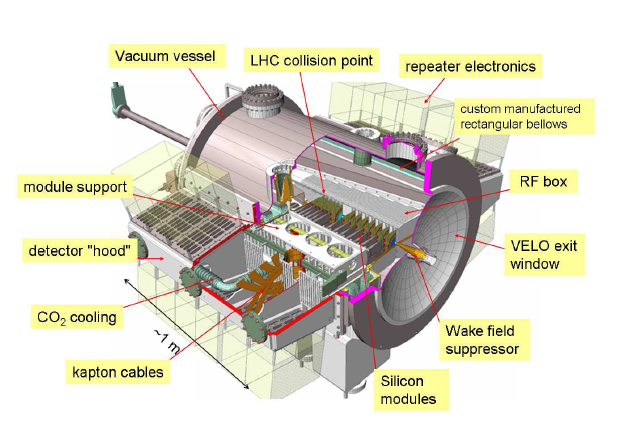 Vacuum vessel
LHC collision point
repeater electronics
custom manufactured
rectangular bellows
module support
RF box
detector "hood"
VELO exit
window
CO₂ cooling
~1 m
Wake field
suppressor
kapton cables
Silicon
modules